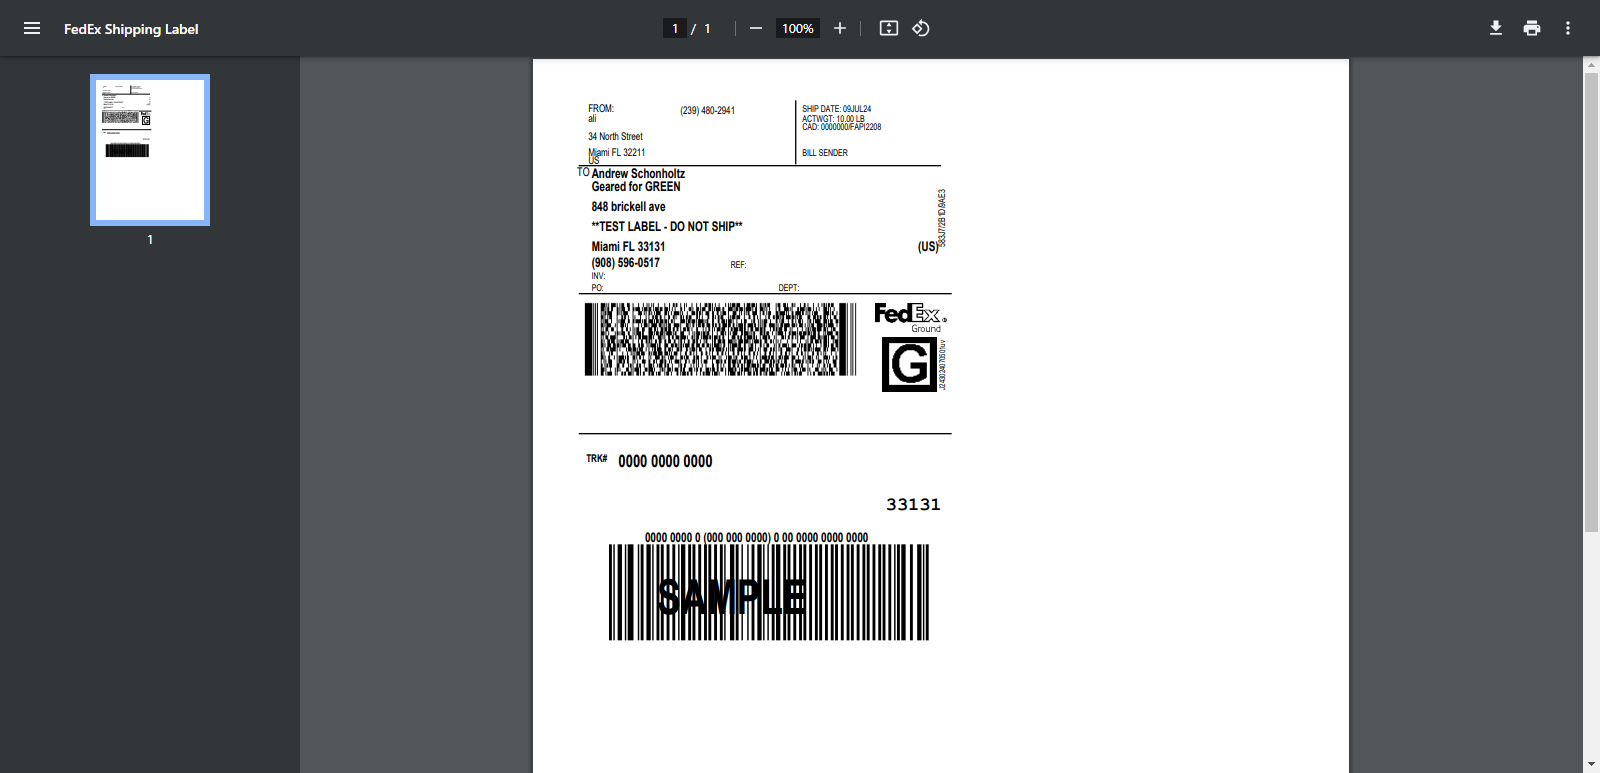 FedEx Shipping Label
1 / 1
100%
1
FROM:
ali
(239) 480-2941
34 North Street
Miami FL 32211
US
SHIP DATE: 09JUL24
ACTWGT: 10.00 LB
CAD: 0000000/FAPI2208
BILL SENDER
TO Andrew Schonholtz
Geared for GREEN
848 brickell ave
**TEST LABEL - DO NOT SHIP**
Miami FL 33131
(US)
(908) 596-0517
REF:
INV:
PO:
DEPT:
583J7/2B1D/9AE3
FedEx®
Ground
G
TRK# 0000 0000 0000
33131
0000 0000 0 (000 000 0000) 0 00 0000 0000 0000
SAMPLE